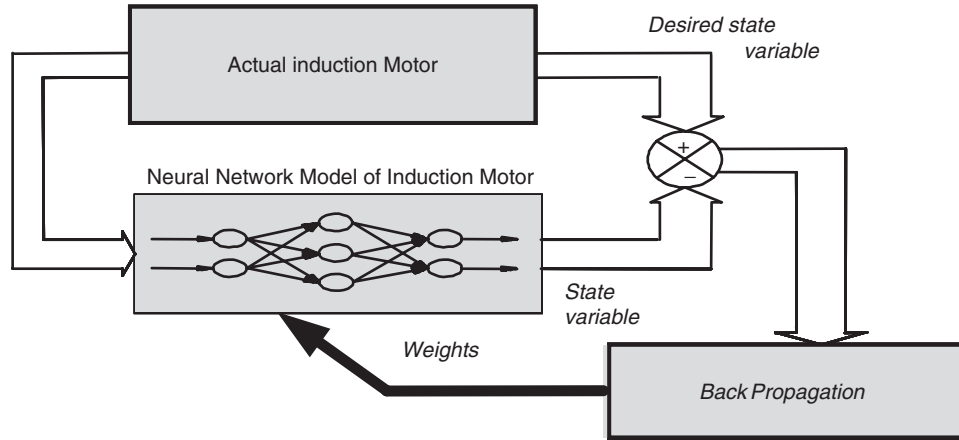 Desired state
variable
Actual induction Motor
+
−
Neural Network Model of Induction Motor
State
variable
Weights
Back Propagation